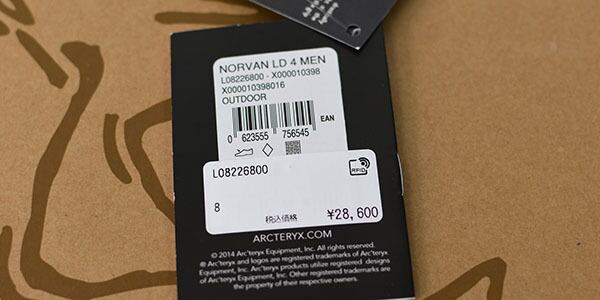 NORVAN LD 4 MEN
L08226800 - X000010398
X000010398016
OUTDOOR
EAN
0 623555 756545
L08226800
RFID
8 税込価格 ¥28,600
ARCTERYX.COM
© 2014 Arc'teryx Equipment, Inc. All rights reserved.
® Arc'teryx and logos are registered trademarks of Arc'teryx
Equipment, Inc. Arc'teryx products utilize registered designs
of Arc'teryx Equipment Inc. Other registered trademarks are
the property of their respective owners.